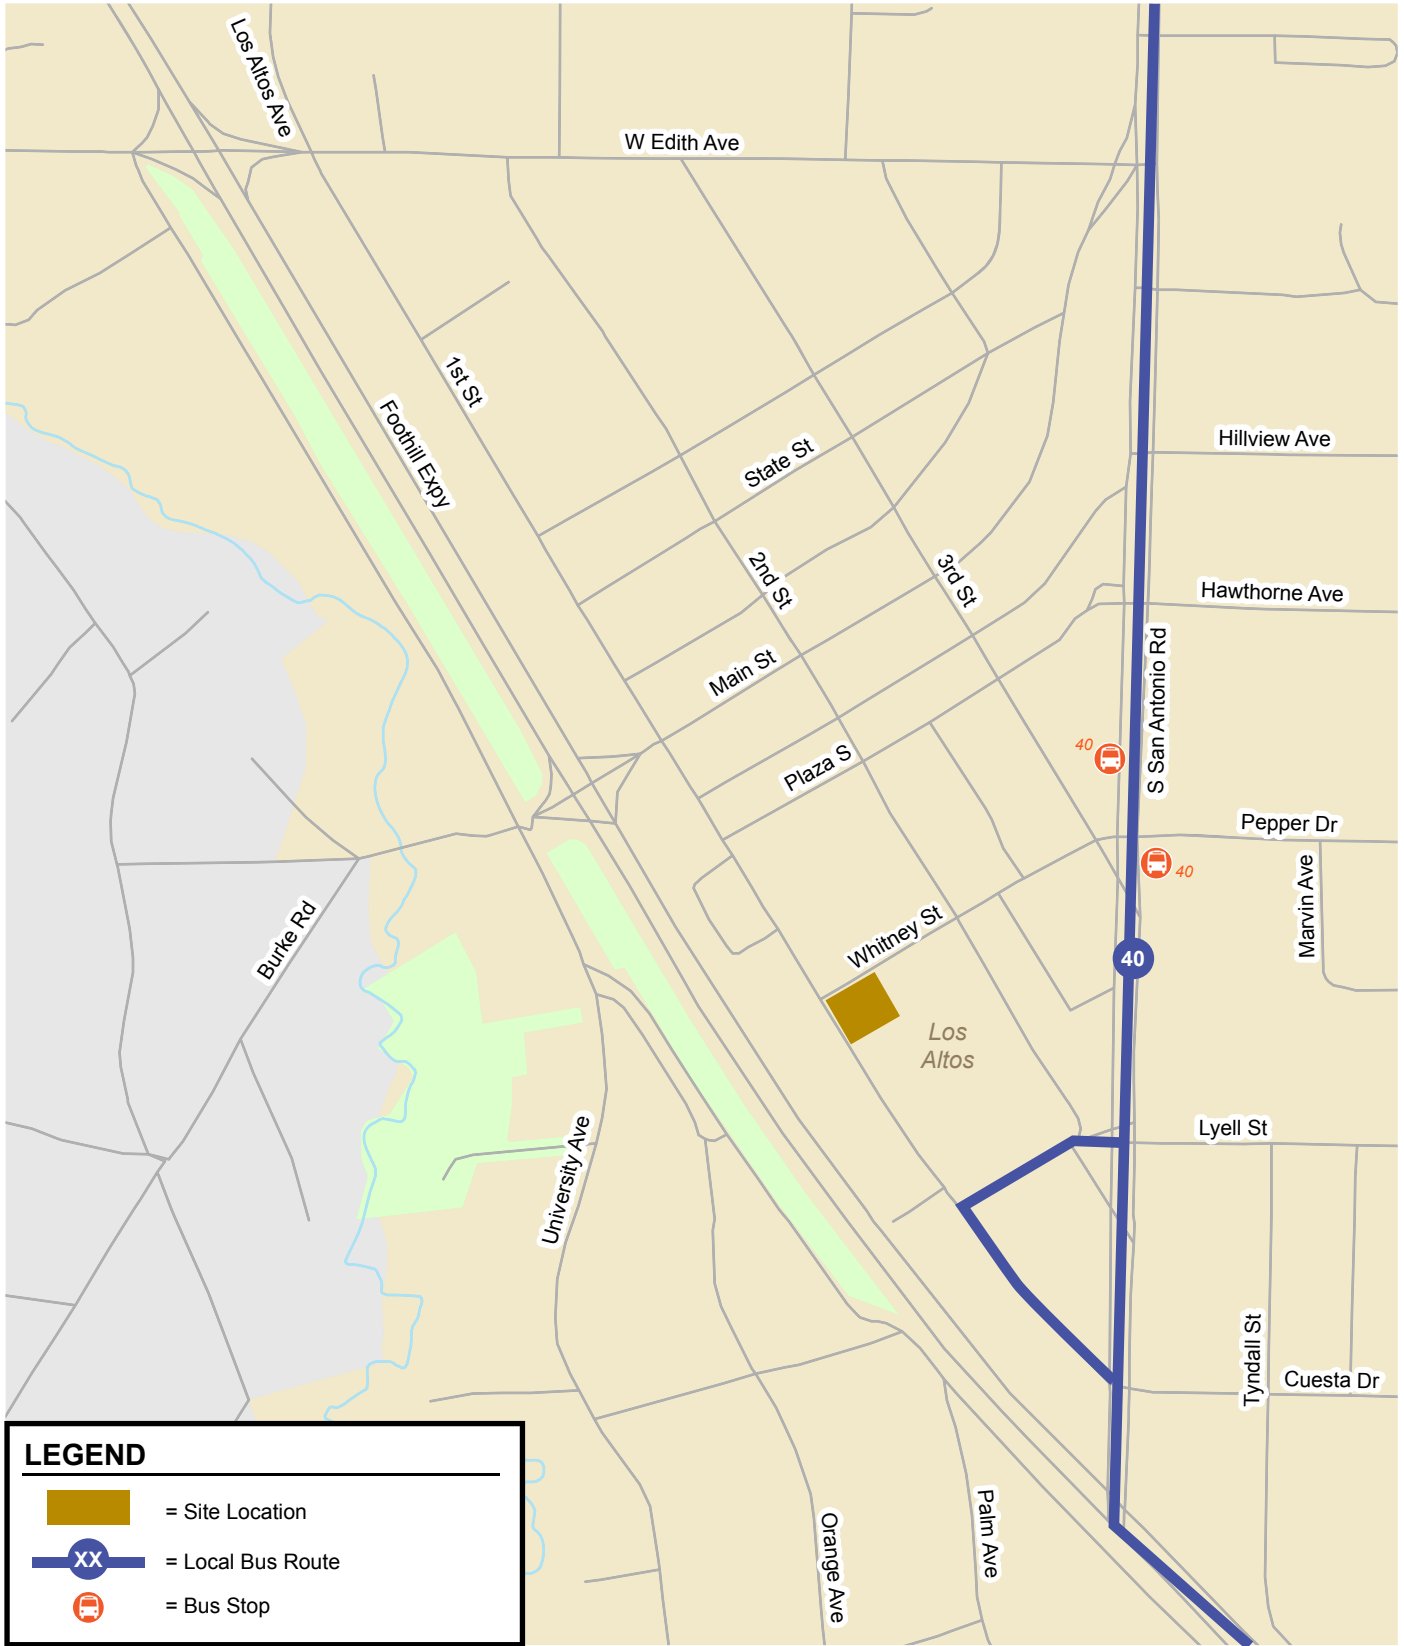 Los Altos Ave
W Edith Ave
1st St
Foothill Expy
State St
Hillview Ave
2nd St
3rd St
Hawthorne Ave
Main St
S San Antonio Rd
Plaza S
40
Pepper Dr
40
Marvin Ave
Burke Rd
Whitney St
40
Los
Altos
University Ave
Lyell St
Tyndall St
Cuesta Dr
Orange Ave
Palm Ave
LEGEND
= Site Location
XX = Local Bus Route
= Bus Stop